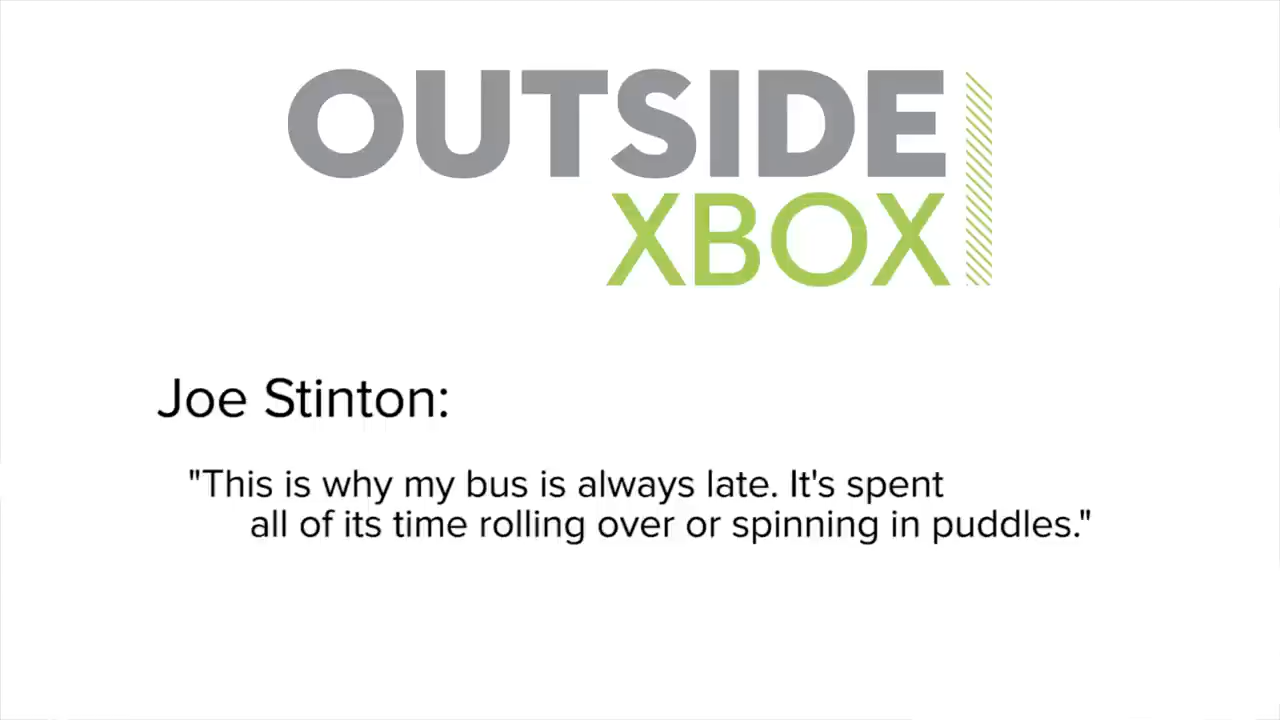 OUTSIDE
XBOX
Joe Stinton:
"This is why my bus is always late. It's spent
all of its time rolling over or spinning in puddles."